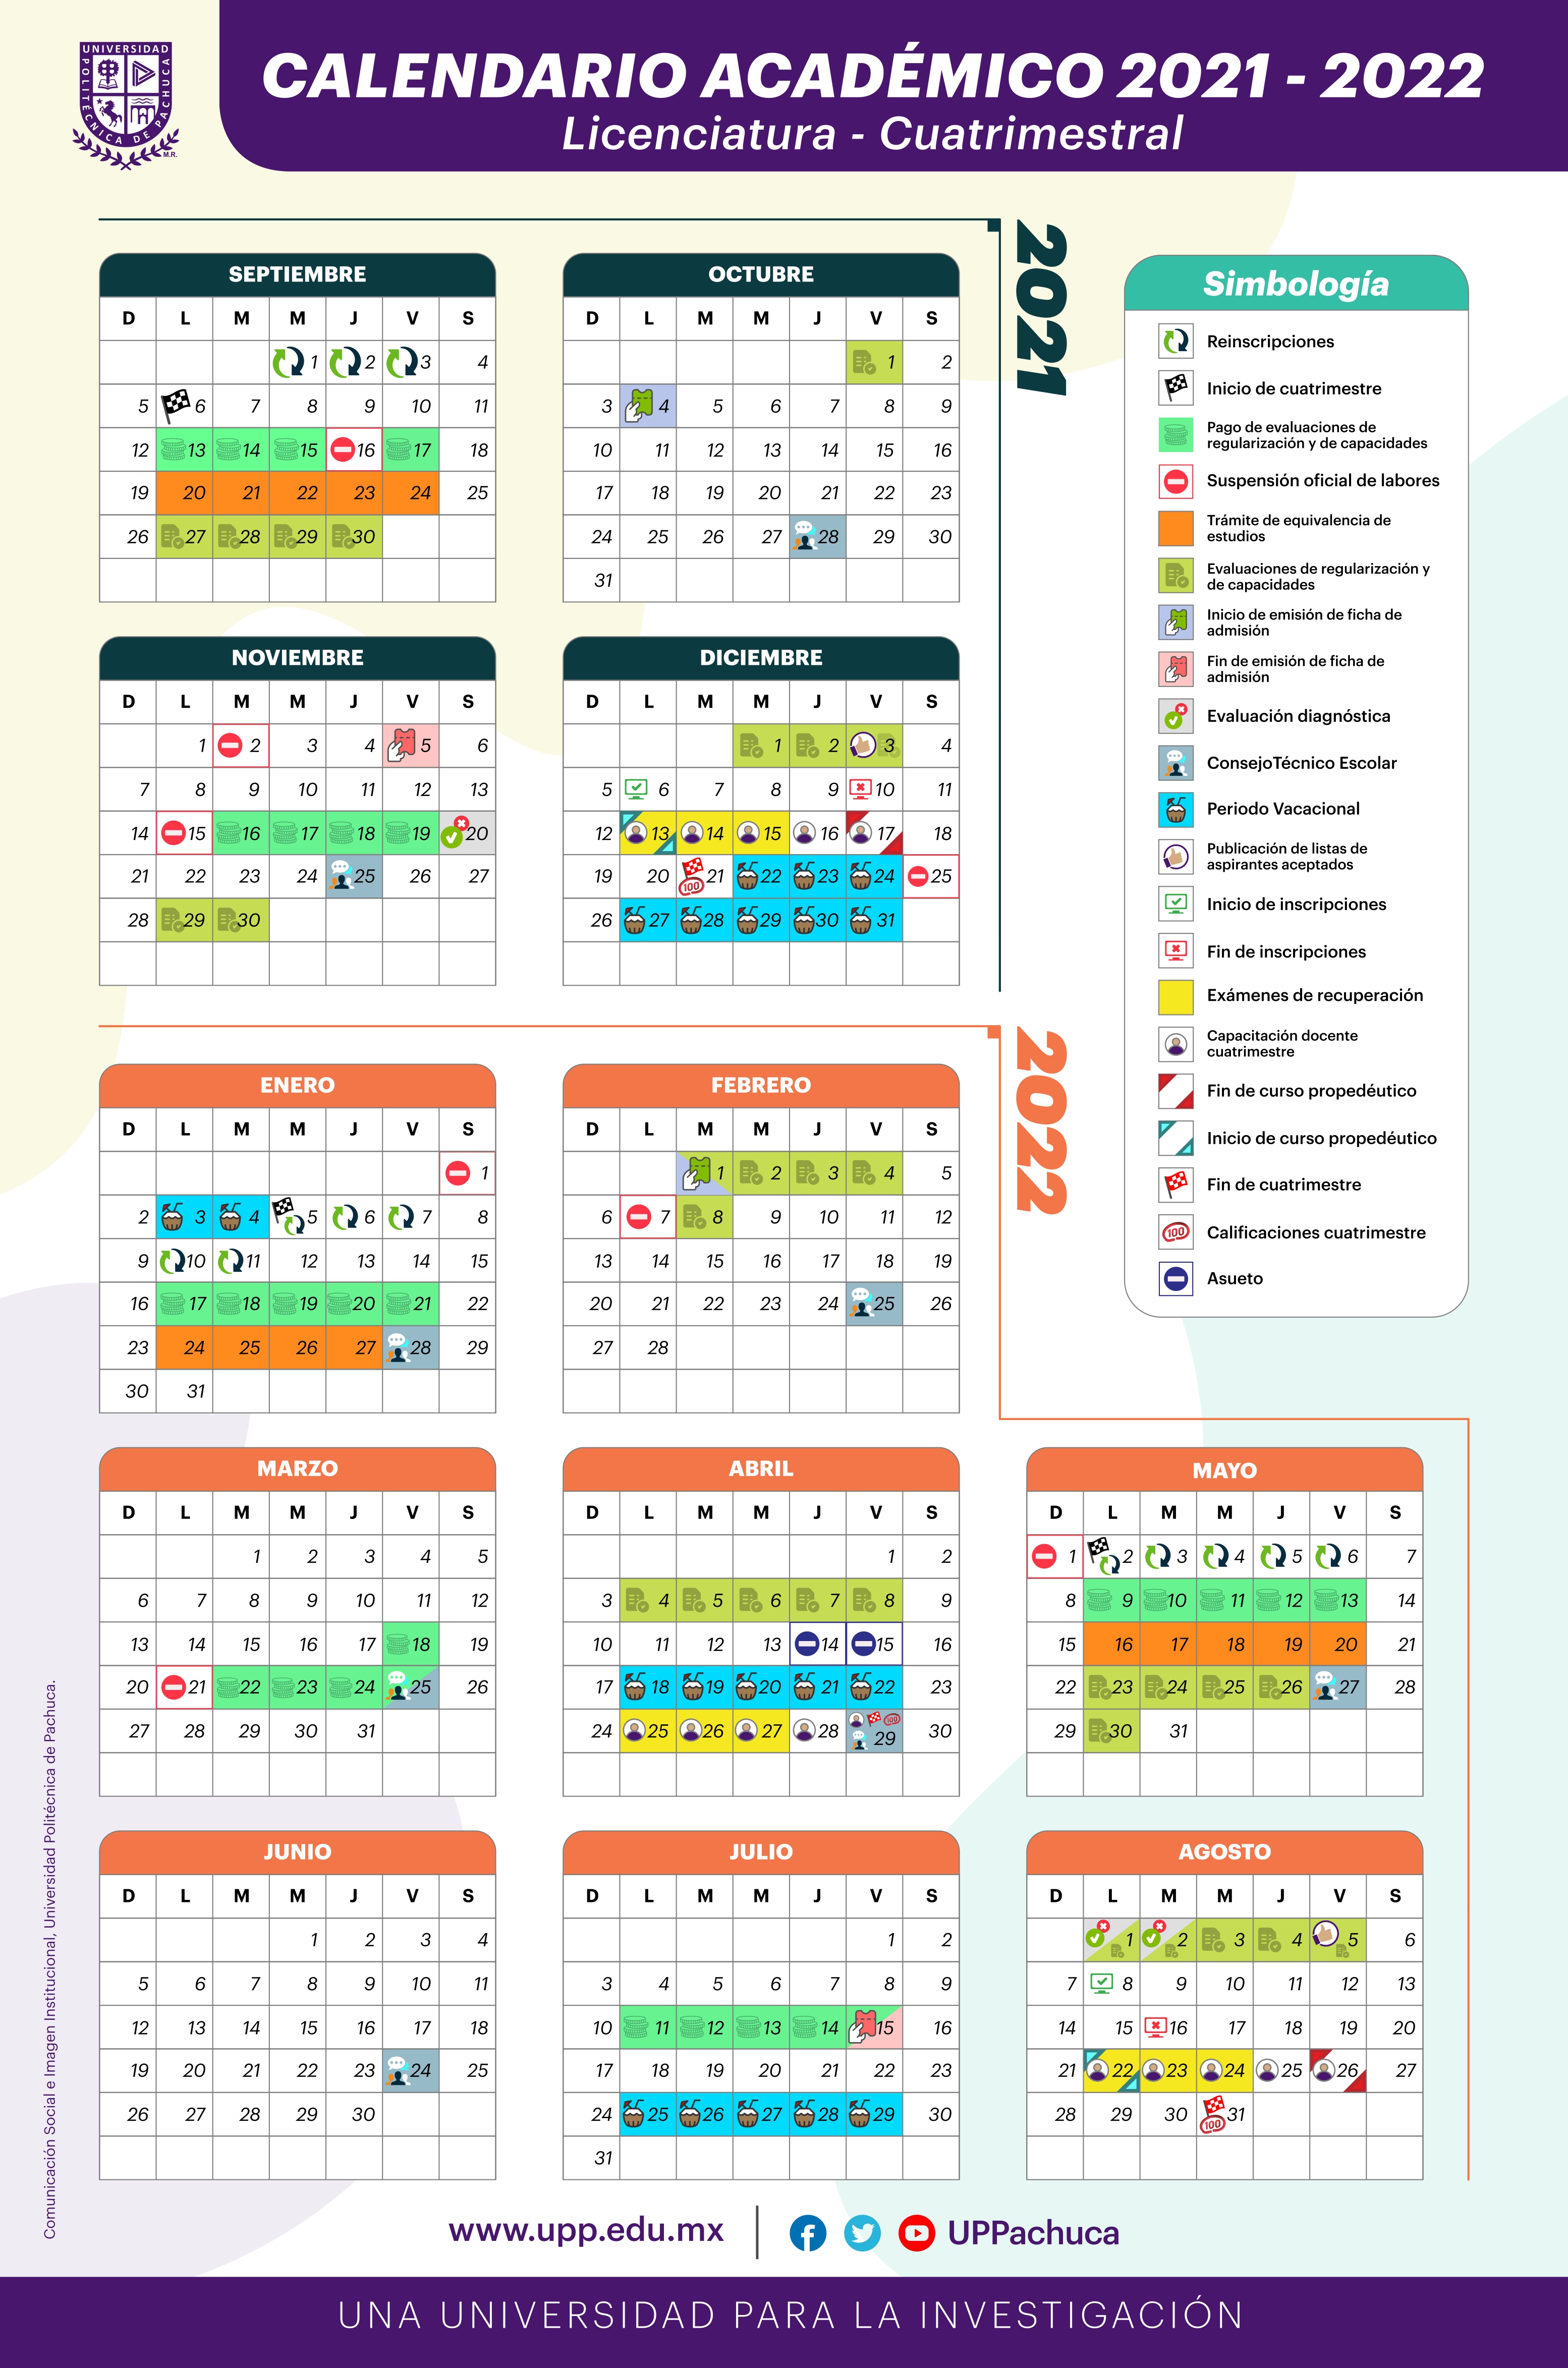 UNIVERSIDAD
POLITÉCNICA DE PACHUCA
M.R.
CALENDARIO ACADÉMICO 2021 - 2022
Licenciatura - Cuatrimestral
2021
SEPTIEMBRE
D L M M J V S
1 2 3 4
5 6 7 8 9 10 11
12 13 14 15 16 17 18
19 20 21 22 23 24 25
26 27 28 29 30
OCTUBRE
D L M M J V S
1 2
3 4 5 6 7 8 9
10 11 12 13 14 15 16
17 18 19 20 21 22 23
24 25 26 27 28 29 30
31
NOVIEMBRE
D L M M J V S
1 2 3 4 5 6
7 8 9 10 11 12 13
14 15 16 17 18 19 20
21 22 23 24 25 26 27
28 29 30
DICIEMBRE
D L M M J V S
1 2 3 4
5 6 7 8 9 10 11
12 13 14 15 16 17 18
19 20 100 21 22 23 24 25
26 27 28 29 30 31
Simbología
Reinscripciones
Inicio de cuatrimestre
Pago de evaluaciones de
regularización y de capacidades
Suspensión oficial de labores
Trámite de equivalencia de
estudios
Evaluaciones de regularización y
de capacidades
Inicio de emisión de ficha de
admisión
Fin de emisión de ficha de
admisión
Evaluación diagnóstica
ConsejoTécnico Escolar
Periodo Vacacional
Publicación de listas de
aspirantes aceptados
Inicio de inscripciones
Fin de inscripciones
Exámenes de recuperación
Capacitación docente
cuatrimestre
Fin de curso propedéutico
Inicio de curso propedéutico
Fin de cuatrimestre
100 Calificaciones cuatrimestre
Asueto
2022
ENERO
D L M M J V S
1
2 3 4 5 6 7 8
9 10 11 12 13 14 15
16 17 18 19 20 21 22
23 24 25 26 27 28 29
30 31
FEBRERO
D L M M J V S
1 2 3 4 5
6 7 8 9 10 11 12
13 14 15 16 17 18 19
20 21 22 23 24 25 26
27 28
MARZO
D L M M J V S
1 2 3 4 5
6 7 8 9 10 11 12
13 14 15 16 17 18 19
20 21 22 23 24 25 26
27 28 29 30 31
ABRIL
D L M M J V S
1 2
3 4 5 6 7 8 9
10 11 12 13 14 15 16
17 18 19 20 21 22 23
24 25 26 27 28 100 29 30
MAYO
D L M M J V S
1 2 3 4 5 6 7
8 9 10 11 12 13 14
15 16 17 18 19 20 21
22 23 24 25 26 27 28
29 30 31
JUNIO
D L M M J V S
1 2 3 4
5 6 7 8 9 10 11
12 13 14 15 16 17 18
19 20 21 22 23 24 25
26 27 28 29 30
JULIO
D L M M J V S
1 2
3 4 5 6 7 8 9
10 11 12 13 14 15 16
17 18 19 20 21 22 23
24 25 26 27 28 29 30
31
AGOSTO
D L M M J V S
1 2 3 4 5 6
7 8 9 10 11 12 13
14 15 16 17 18 19 20
21 22 23 24 25 26 27
28 29 30 100 31
Comunicación Social e Imagen Institucional, Universidad Politécnica de Pachuca.
www.upp.edu.mx
UPPachuca
UNA UNIVERSIDAD PARA LA INVESTIGACIÓN